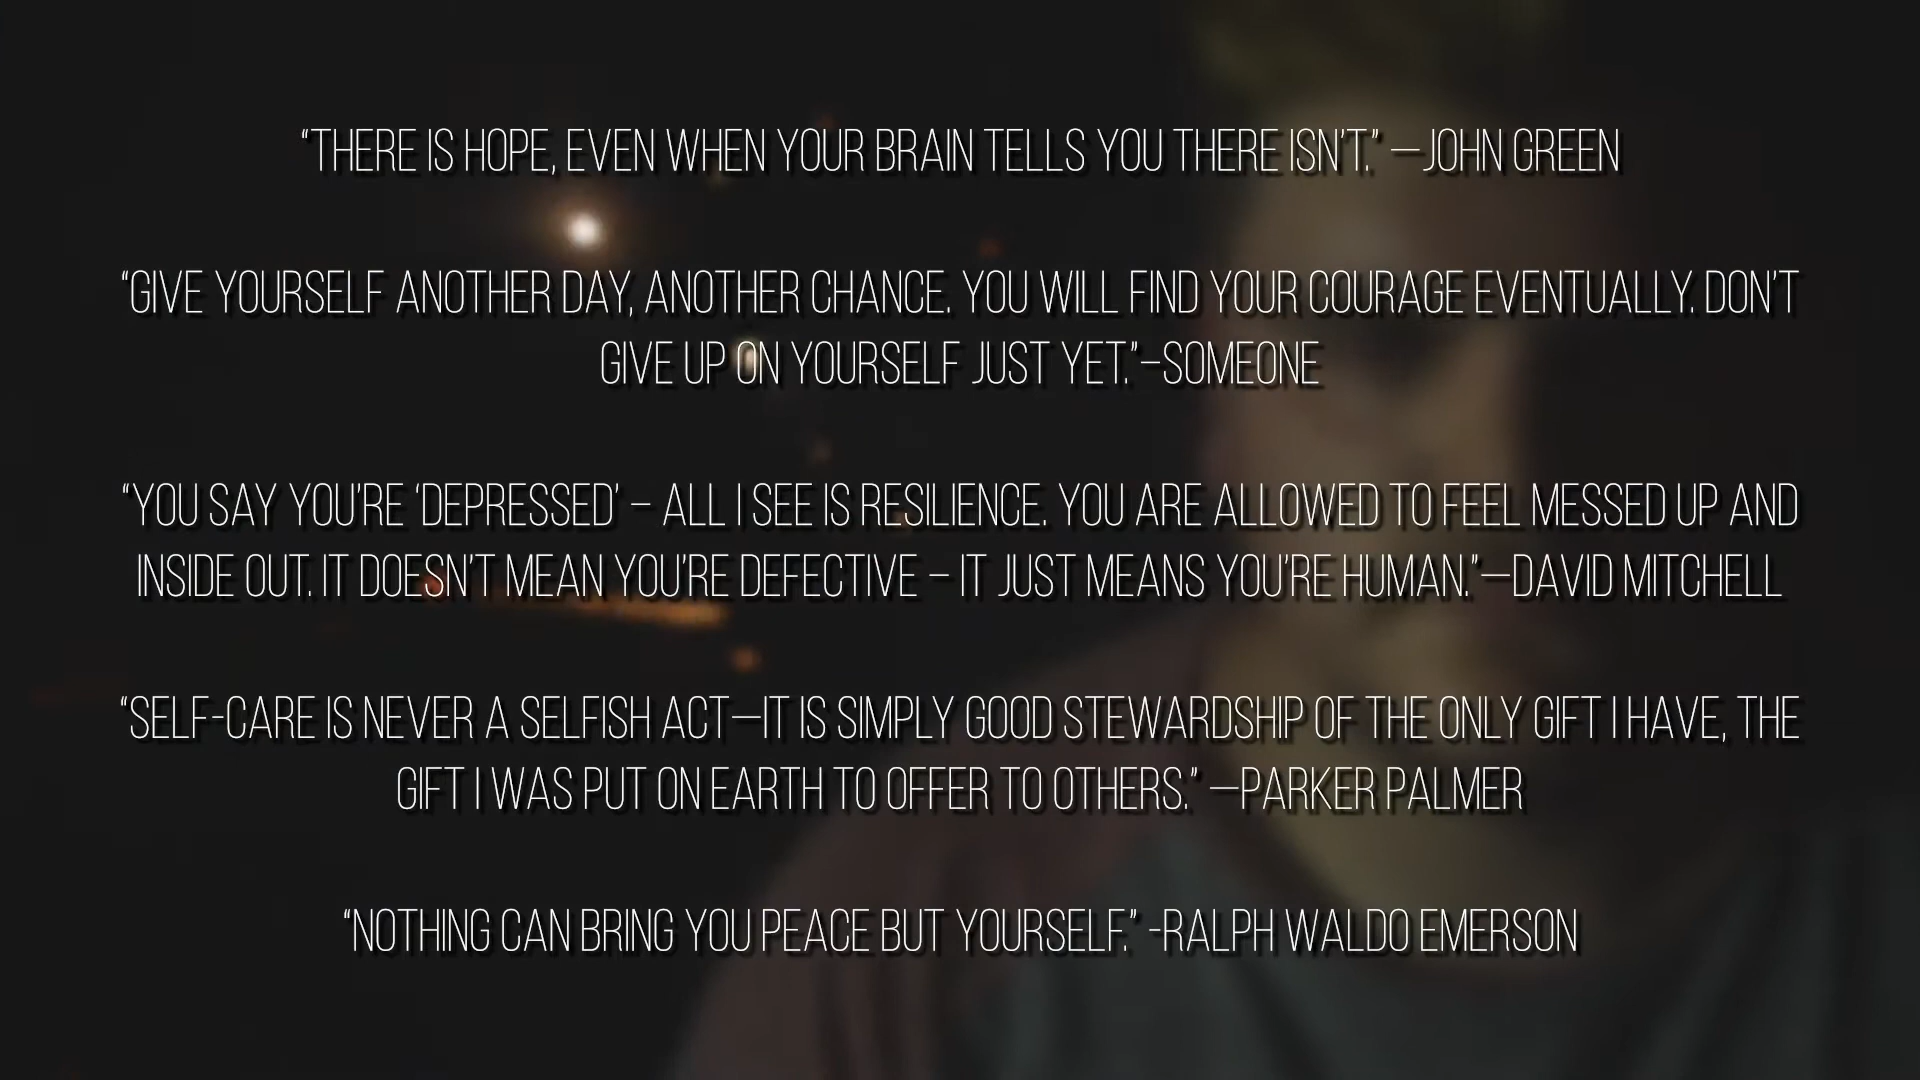 “THERE IS HOPE, EVEN WHEN YOUR BRAIN TELLS YOU THERE ISN’T.” —JOHN GREEN
“GIVE YOURSELF ANOTHER DAY, ANOTHER CHANCE. YOU WILL FIND YOUR COURAGE EVENTUALLY. DON’T
GIVE UP ON YOURSELF JUST YET.”–SOMEONE
“YOU SAY YOU’RE ‘DEPRESSED’ – ALL I SEE IS RESILIENCE. YOU ARE ALLOWED TO FEEL MESSED UP AND
INSIDE OUT. IT DOESN’T MEAN YOU’RE DEFECTIVE – IT JUST MEANS YOU’RE HUMAN.”—DAVID MITCHELL
“SELF-CARE IS NEVER A SELFISH ACT—IT IS SIMPLY GOOD STEWARDSHIP OF THE ONLY GIFT I HAVE, THE
GIFT I WAS PUT ON EARTH TO OFFER TO OTHERS.” —PARKER PALMER
“NOTHING CAN BRING YOU PEACE BUT YOURSELF.” -RALPH WALDO EMERSON